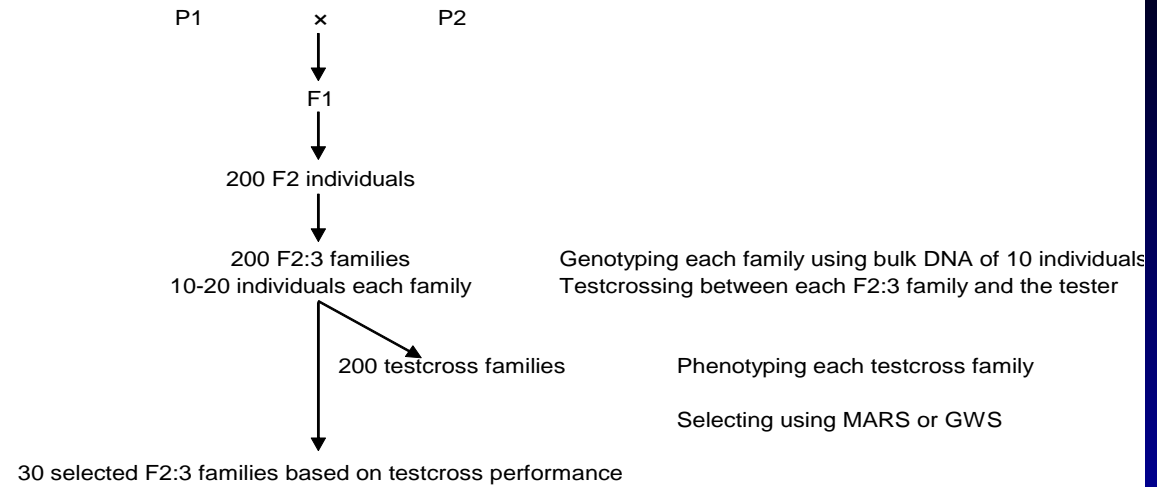 P1 × P2
F1
200 F2 individuals
200 F2:3 families Genotyping each family using bulk DNA of 10 individuals
10-20 individuals each family Testcrossing between each F2:3 family and the tester
200 testcross families Phenotyping each testcross family
Selecting using MARS or GWS
30 selected F2:3 families based on testcross performance